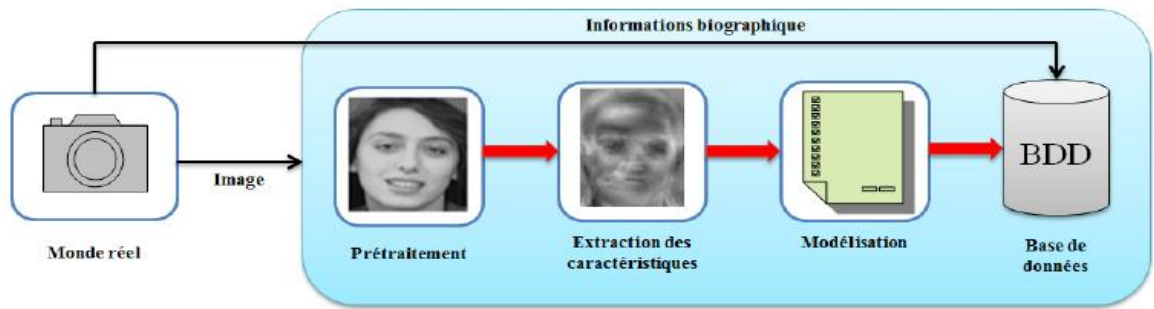 Informations biographique
BDD
Image
Monde réel
Prétraitement
Extraction des
caractéristiques
Modélisation
Base de
données